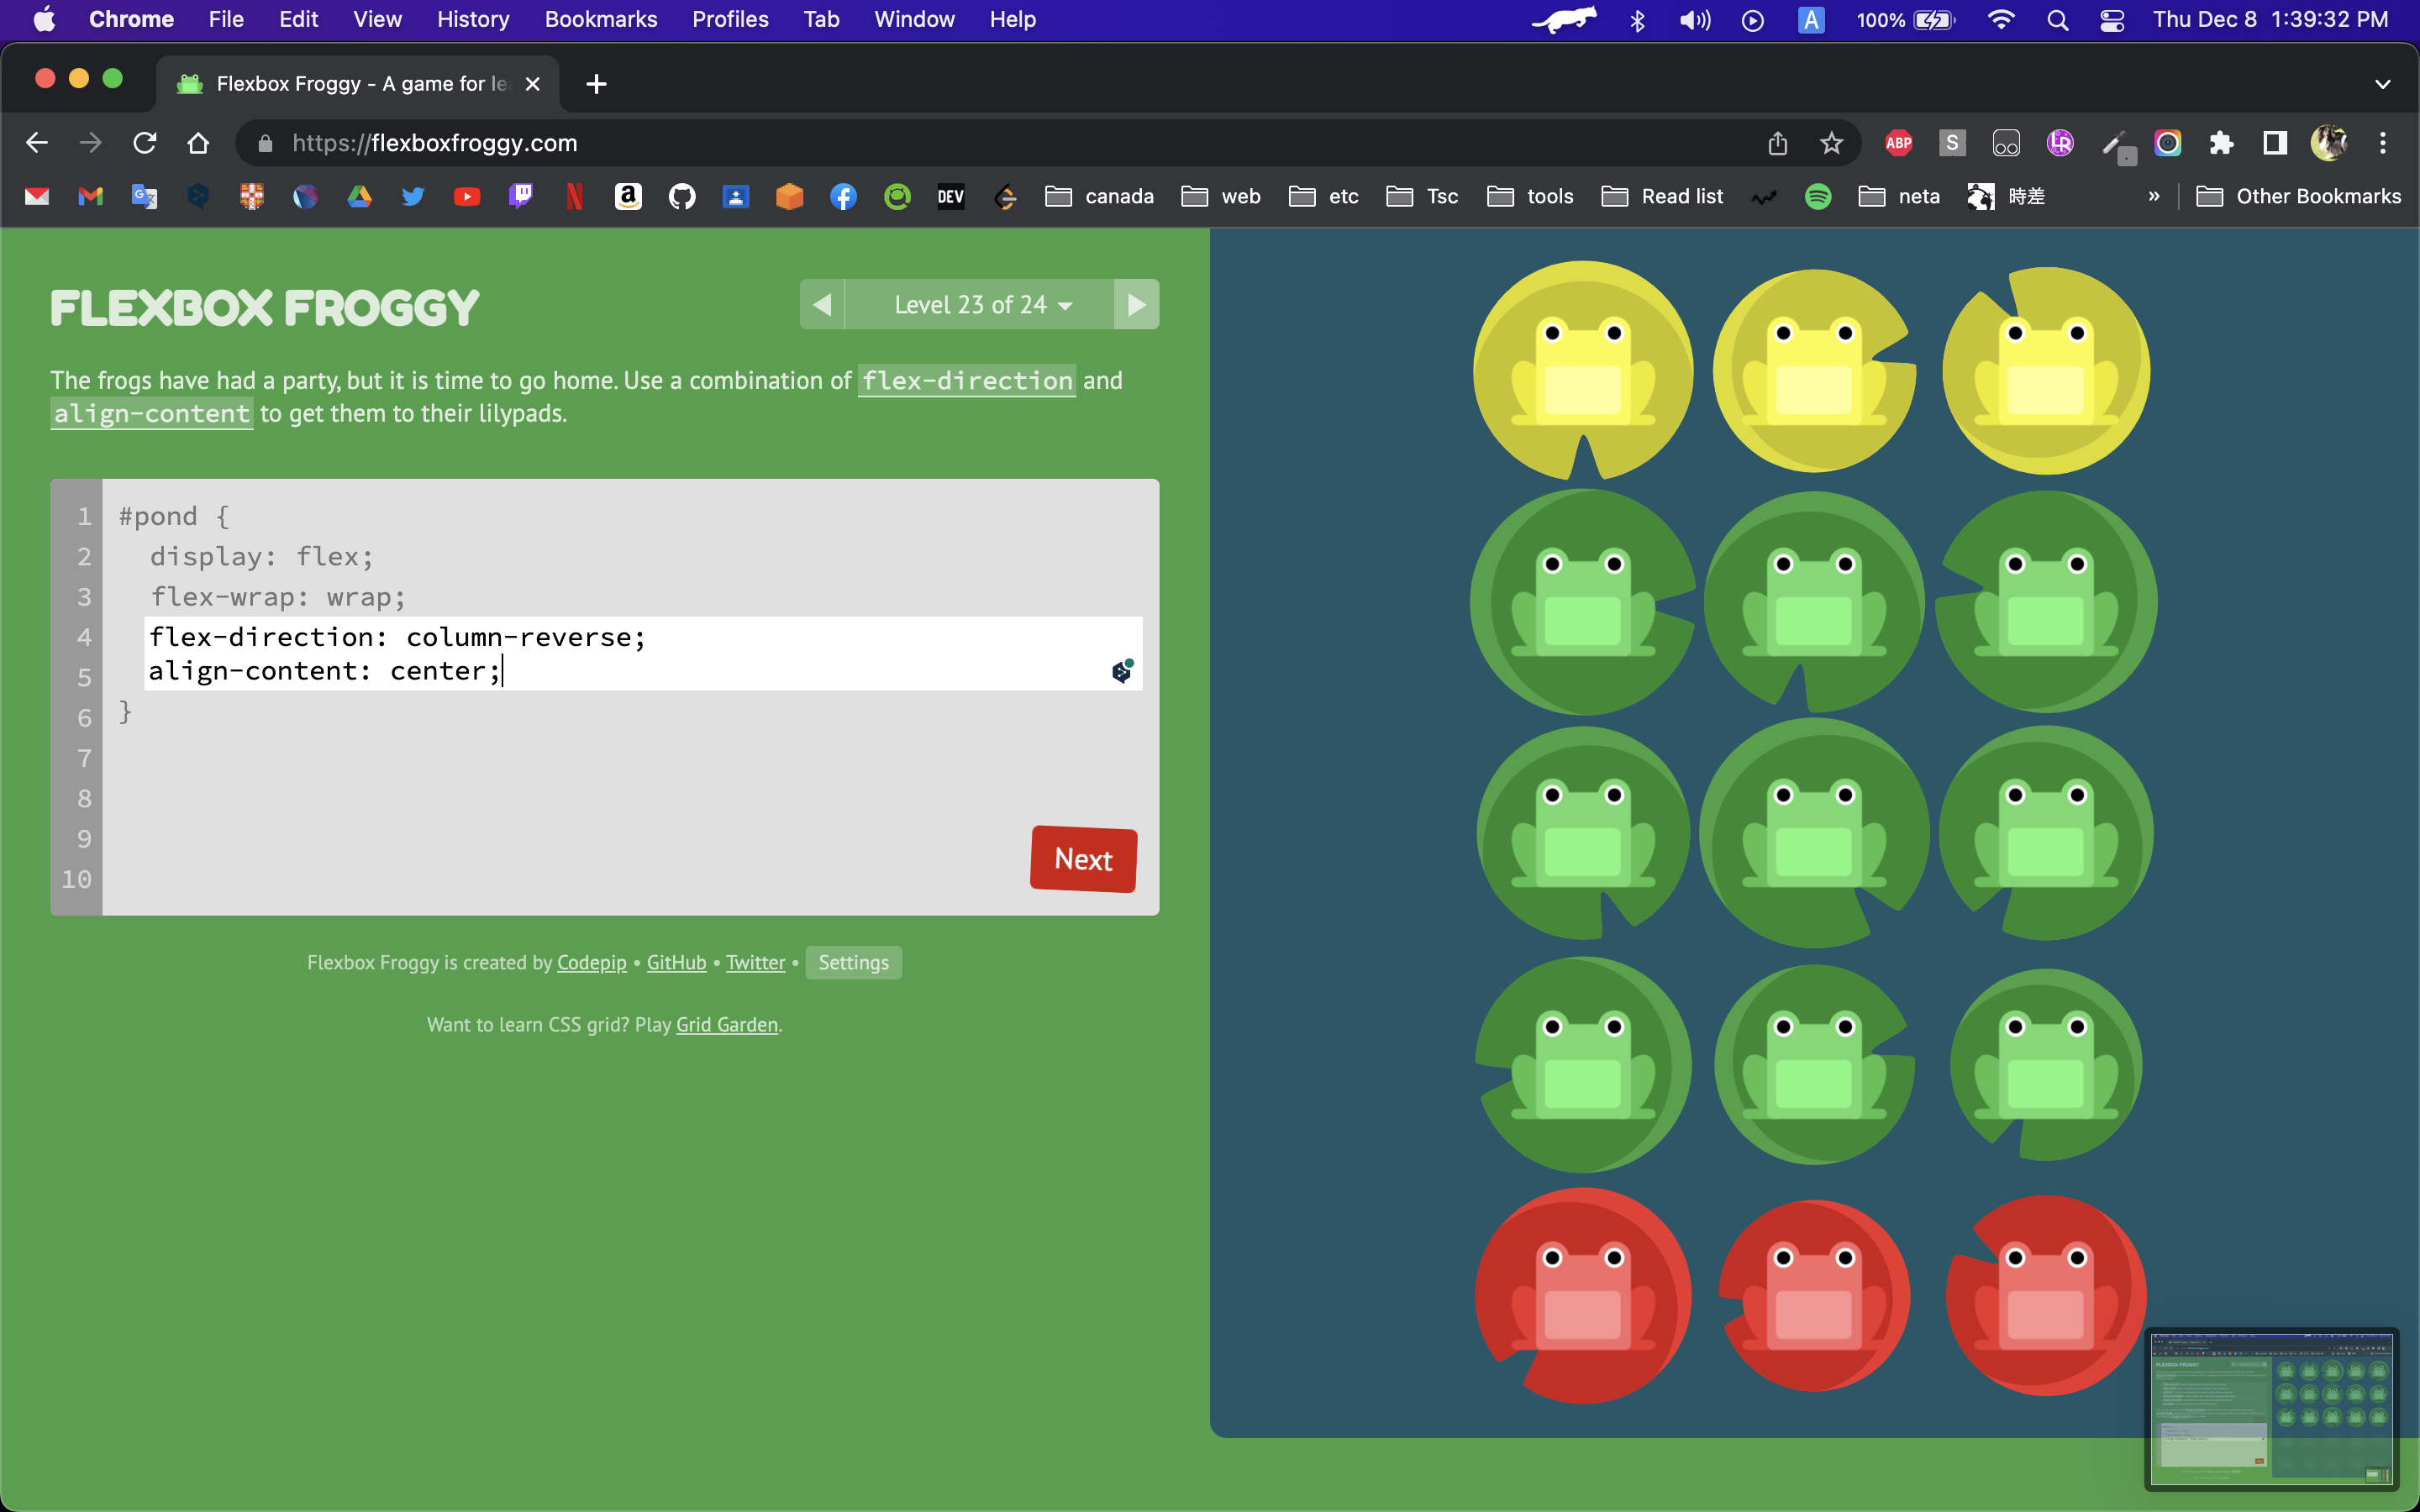 Chrome File Edit View History Bookmarks Profiles Tab Window Help A 100% Thu Dec 8 1:39:32 PM
Flexbox Froggy - A game for le
https://flexboxfroggy.com ABP S LR
DEV canada web etc Tsc tools Read list neta 時差 » Other Bookmarks
FLEXBOX FROGGY
Level 23 of 24
The frogs have had a party, but it is time to go home. Use a combination of flex-direction and
align-content to get them to their lilypads.
1 #pond {
2 display: flex;
3 flex-wrap: wrap;
4 flex-direction: column-reverse;
5 align-content: center;
6 }
7
8
9
10
Next
Flexbox Froggy is created by Codepip • GitHub • Twitter • Settings
Want to learn CSS grid? Play Grid Garden.